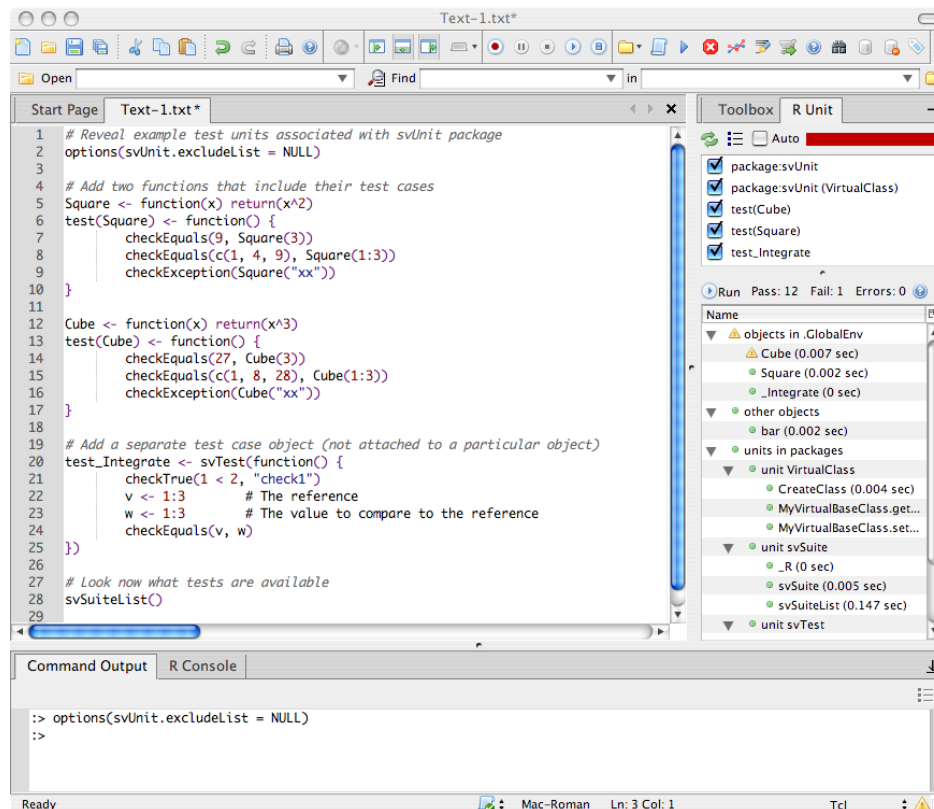 Text-1.txt*
Open
Find
in
Start Page
Text-1.txt*
1 # Reveal example test units associated with svUnit package
2 options(svUnit.excludeList = NULL)
3
4 # Add two functions that include their test cases
5 Square <- function(x) return(x^2)
6 test(Square) <- function() {
7 checkEquals(9, Square(3))
8 checkEquals(c(1, 4, 9), Square(1:3))
9 checkException(Square("xx"))
10 }
11
12 Cube <- function(x) return(x^3)
13 test(Cube) <- function() {
14 checkEquals(27, Cube(3))
15 checkEquals(c(1, 8, 28), Cube(1:3))
16 checkException(Cube("xx"))
17 }
18
19 # Add a separate test case object (not attached to a particular object)
20 test_Integrate <- svTest(function() {
21 checkTrue(1 < 2, "check1")
22 v <- 1:3 # The reference
23 w <- 1:3 # The value to compare to the reference
24 checkEquals(v, w)
25 })
26
27 # Look now what tests are available
28 svSuiteList()
29
Toolbox
R Unit
Auto
package:svUnit
package:svUnit (VirtualClass)
test(Cube)
test(Square)
test_Integrate
Run Pass: 12 Fail: 1 Errors: 0
Name
objects in .GlobalEnv
Cube (0.007 sec)
Square (0.002 sec)
_Integrate (0 sec)
other objects
bar (0.002 sec)
units in packages
unit VirtualClass
CreateClass (0.004 sec)
MyVirtualBaseClass.get...
MyVirtualBaseClass.set...
unit svSuite
_R (0 sec)
svSuite (0.005 sec)
svSuiteList (0.147 sec)
unit svTest
Command Output
R Console
:> options(svUnit.excludeList = NULL)
:>
Ready
Mac-Roman
Ln: 3 Col: 1
Tcl